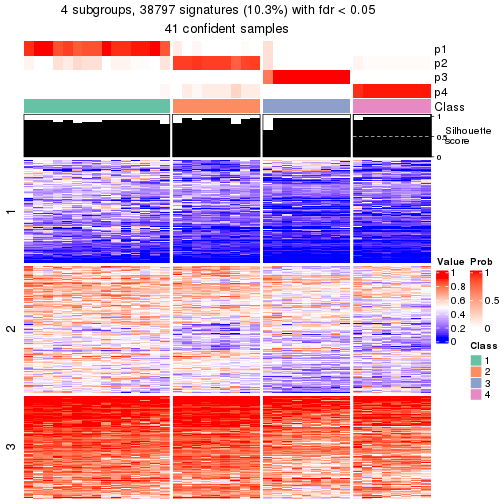 4 subgroups, 38797 signatures (10.3%) with fdr < 0.05
41 confident samples
p1
p2
p3
p4
Class
1
0.5
0
Silhouette
score
1
2
3
Value
1
0.8
0.6
0.4
0.2
0
Prob
1
0.5
0
Class
1
2
3
4